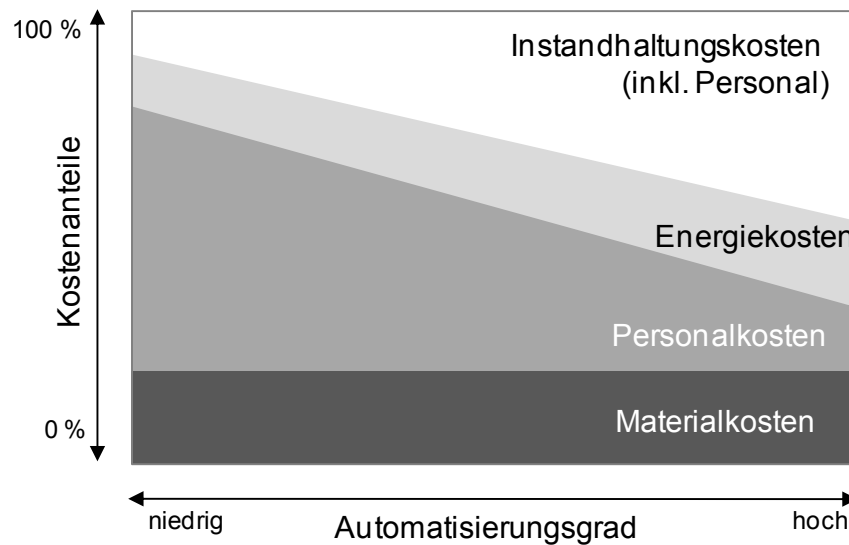 100 %
Instandhaltungskosten
(inkl. Personal)
Kostenanteile
Energiekosten
Personalkosten
Materialkosten
0 %
niedrig
Automatisierungsgrad
hoch